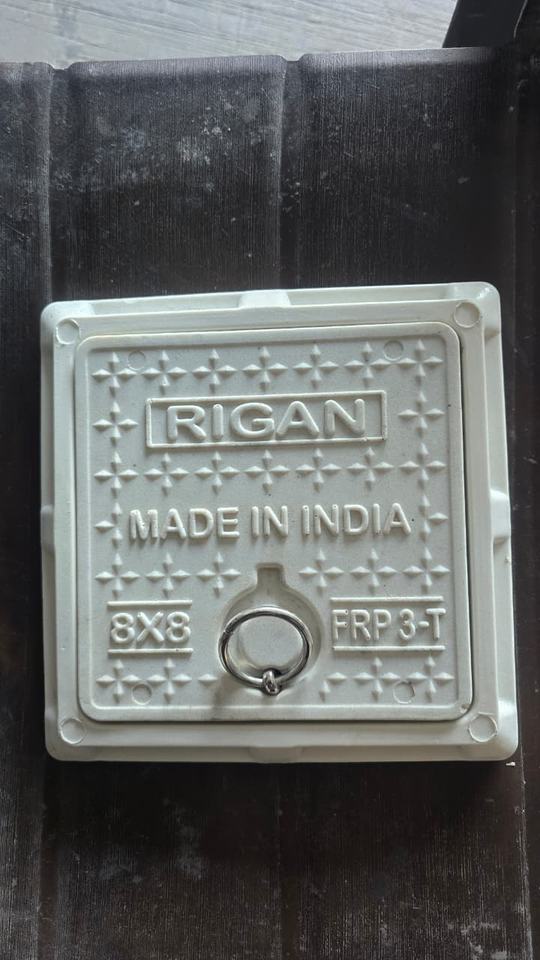 RIGAN
MADE IN INDIA
8X8
FRP 3-T